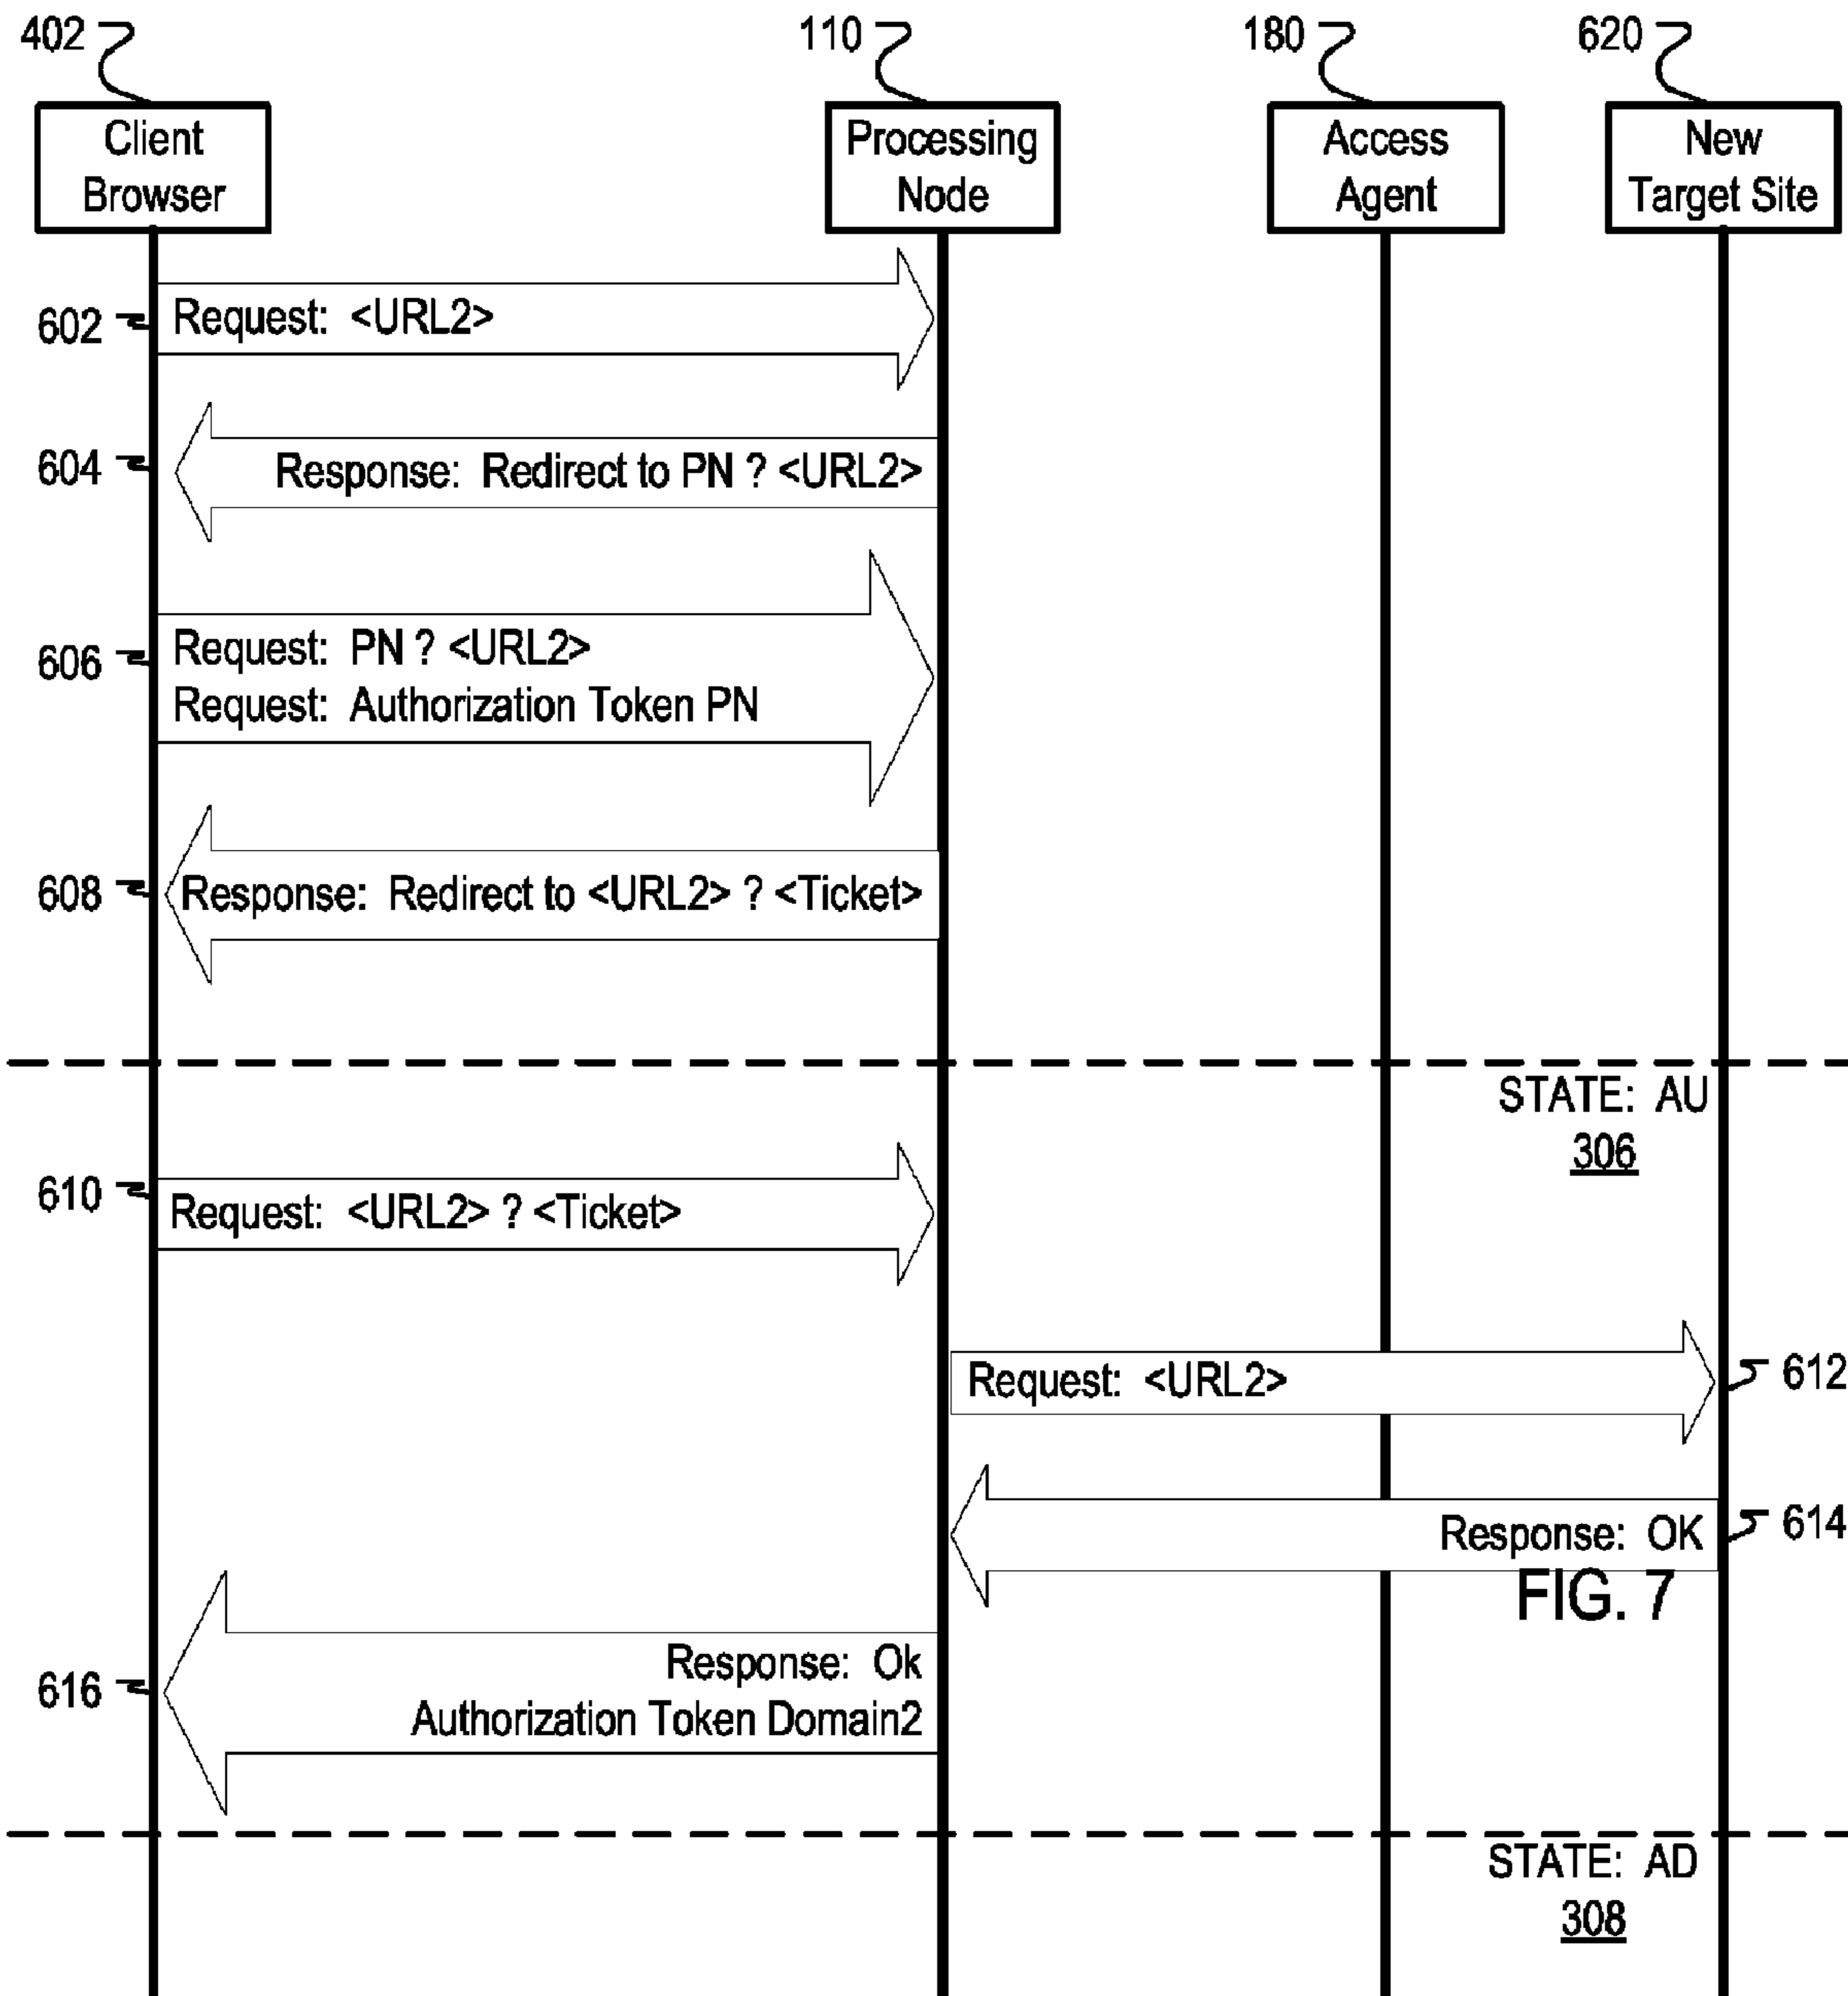 402
110
180
620
Client
Browser
Processing
Node
Access
Agent
New
Target Site
602
Request: <URL2>
604
Response: Redirect to PN ? <URL2>
606
Request: PN ? <URL2>
Request: Authorization Token PN
608
Response: Redirect to <URL2> ? <Ticket>
STATE: AU
306
610
Request: <URL2> ? <Ticket>
Request: <URL2>
612
Response: OK
614
FIG. 7
616
Response: Ok
Authorization Token Domain2
STATE: AD
308